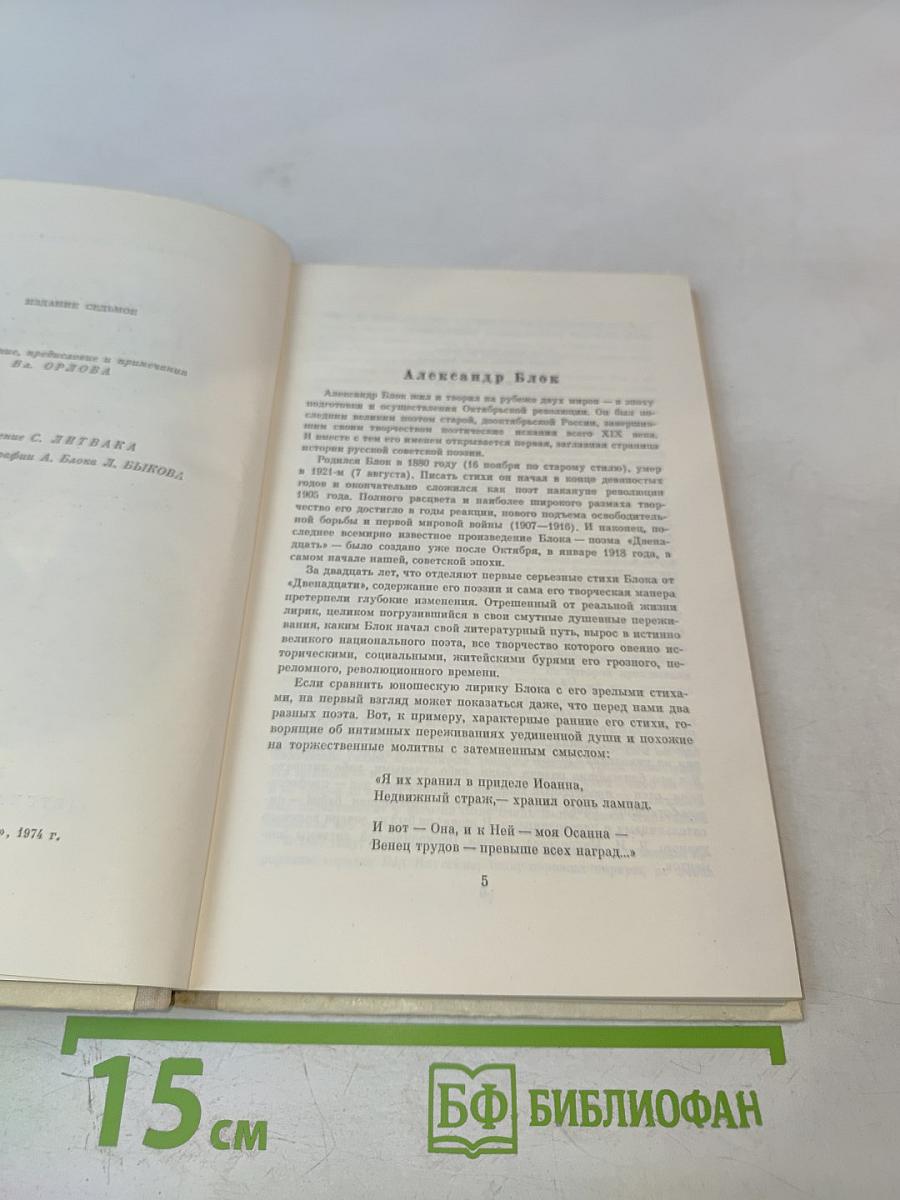 ИЗДАНИЕ СЕДЬМОЕ
предисловие и примечания
Вл. ОРЛОВА
С. ЛИТВАКА
А. Блока Л. БЫКОВА
», 1974 г.
Александр Блок
Александр Блок жил и творил на рубеже двух миров — в эпоху
подготовки и осуществления Октябрьской революции. Он был по-
следним великим поэтом старой, дооктябрьской России, завершив-
шим своим творчеством поэтические искания всего XIX века.
И вместе с тем его именем открывается первая, заглавная страница
истории русской советской поэзии.
Родился Блок в 1880 году (16 ноября по старому стилю), умер
в 1921-м (7 августа). Писать стихи он начал в конце девяностых
годов и окончательно сложился как поэт накануне революции
1905 года. Полного расцвета и наиболее широкого размаха твор-
чество его достигло в годы реакции, нового подъема освободитель-
ной борьбы и первой мировой войны (1907—1916). И наконец, по-
следнее всемирно известное произведение Блока — поэма «Двена-
дцать» — было создано уже после Октября, в январе 1918 года, в
самом начале нашей, советской эпохи.
За двадцать лет, что отделяют первые серьезные стихи Блока от
«Двенадцати», содержание его поэзии и сама его творческая манера
претерпели глубокие изменения. Отрешенный от реальной жизни
лирик, целиком погрузившийся в свои смутные душевные пережи-
вания, каким Блок начал свой литературный путь, вырос в истинно
великого национального поэта, все творчество которого овеяно ис-
торическими, социальными, житейскими бурями его грозного, пе-
реломного, революционного времени.
Если сравнить юношескую лирику Блока с его зрелыми стиха-
ми, на первый взгляд может показаться даже, что перед нами два
разных поэта. Вот, к примеру, характерные ранние его стихи, го-
ворящие об интимных переживаниях уединенной души и похожие
на торжественные молитвы с затемненным смыслом:
«Я их хранил в приделе Иоанна,
Недвижный страж,— хранил огонь лампад.
И вот — Она, и к Ней — моя Осанна —
Венец трудов — превыше всех наград...»
5
15 см
БФ БИБЛИОФАН